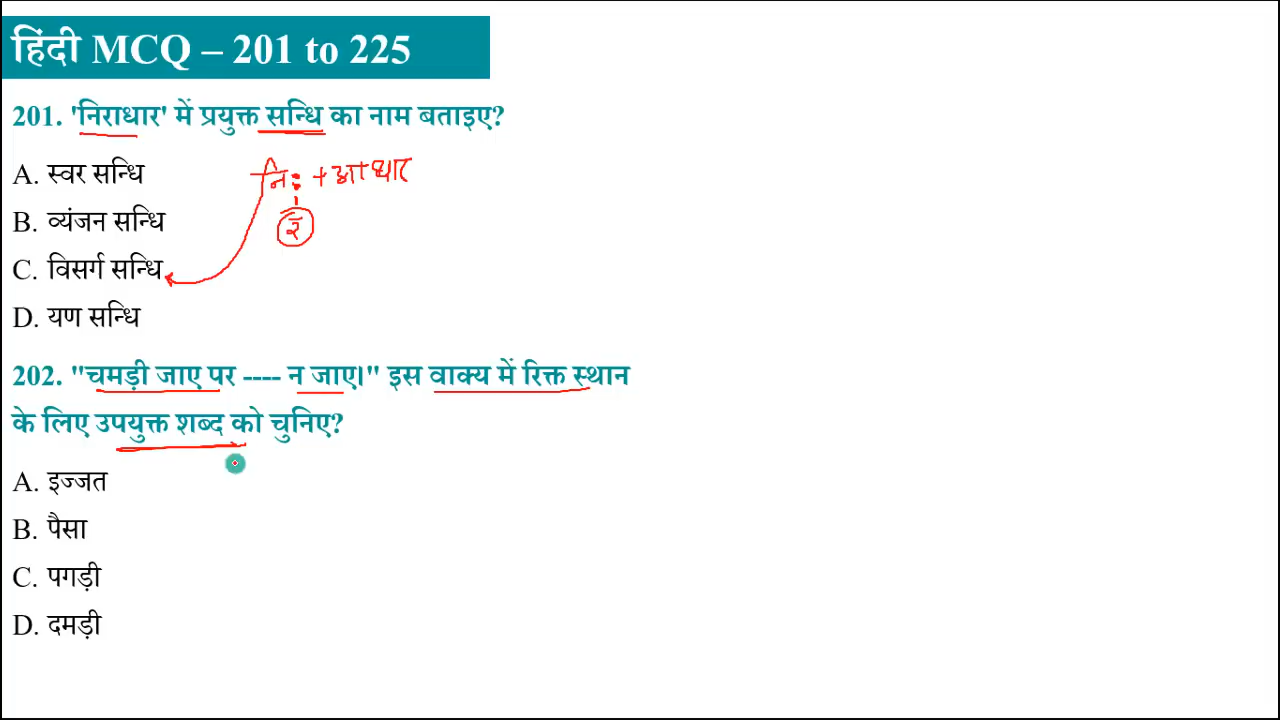 हिंदी MCQ – 201 to 225
201. 'निराधार' में प्रयुक्त सन्धि का नाम बताइए?
A. स्वर सन्धि
निः + आधार
B. व्यंजन सन्धि
र्
C. विसर्ग सन्धि
D. यण सन्धि
202. "चमड़ी जाए पर ---- न जाए।" इस वाक्य में रिक्त स्थान
के लिए उपयुक्त शब्द को चुनिए?
A. इज्जत
B. पैसा
C. पगड़ी
D. दमड़ी